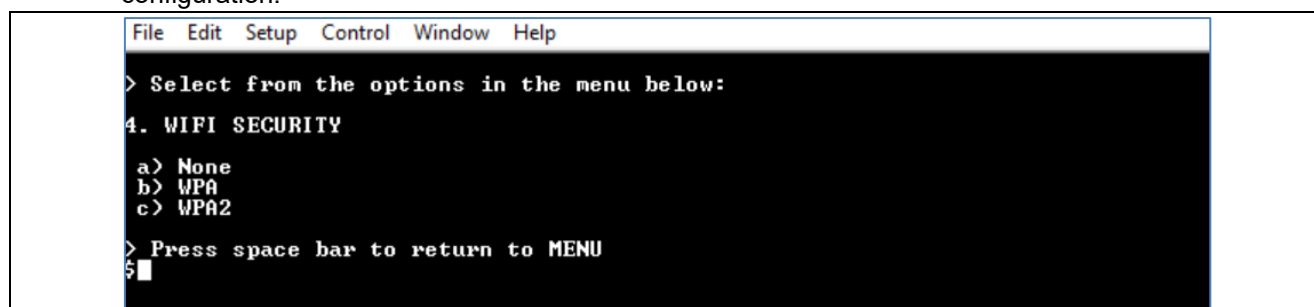 configuration.
File Edit Setup Control Window Help
> Select from the options in the menu below:
4. WIFI SECURITY
a) None
b) WPA
c) WPA2
> Press space bar to return to MENU
$